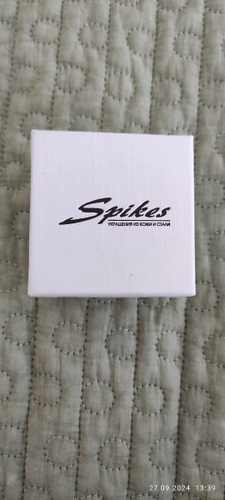 Spikes
УКРАШЕНИЯ ИЗ КОЖИ И СТАЛИ
27.09.2024 13:39